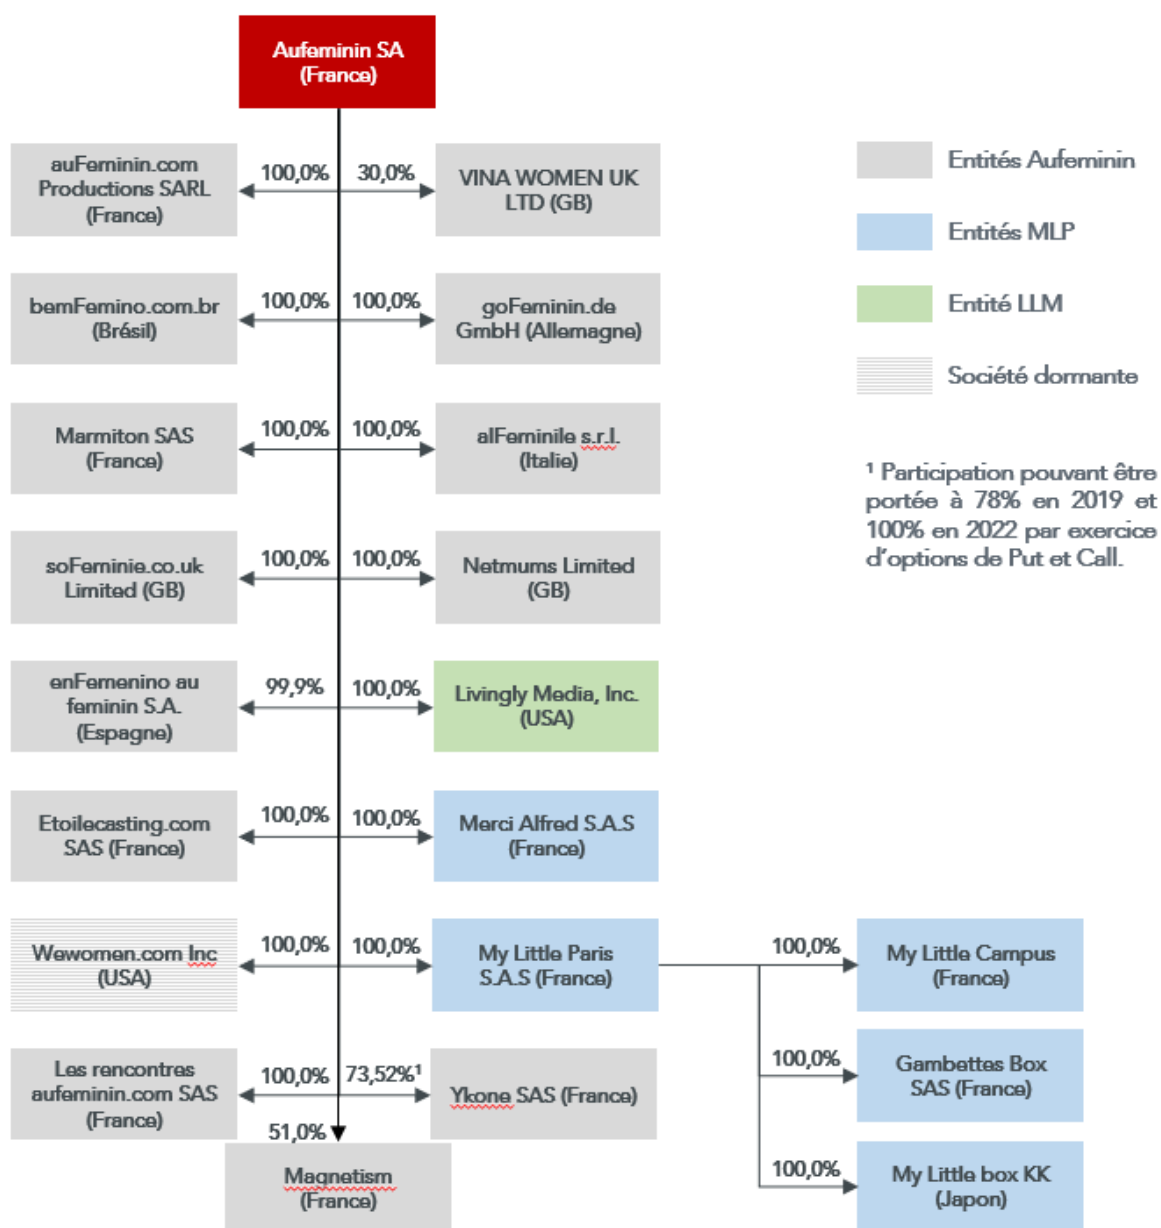 Aufeminin SA
(France)
auFeminin.com
Productions SARL
(France)
100,0%
30,0%
VINA WOMEN UK
LTD (GB)
bemFemino.com.br
(Brésil)
100,0%
100,0%
goFeminin.de
GmbH (Allemagne)
Marmiton SAS
(France)
100,0%
100,0%
alFeminile s.r.l.
(Italie)
soFeminie.co.uk
Limited (GB)
100,0%
100,0%
Netmums Limited
(GB)
enFemenino au
feminin S.A.
(Espagne)
99,9%
100,0%
Livingly Media, Inc.
(USA)
Etoilecasting.com
SAS (France)
100,0%
100,0%
Merci Alfred S.A.S
(France)
Wewomen.com Inc
(USA)
100,0%
100,0%
My Little Paris
S.A.S (France)
100,0%
My Little Campus
(France)
100,0%
Gambettes Box
SAS (France)
100,0%
My Little box KK
(Japon)
Les rencontres
aufeminin.com SAS
(France)
100,0%
73,52%¹
Ykone SAS (France)
51,0%
Magnetism
(France)
Entités Aufeminin
Entités MLP
Entité LLM
Société dormante
¹ Participation pouvant être
portée à 78% en 2019 et
100% en 2022 par exercice
d'options de Put et Call.